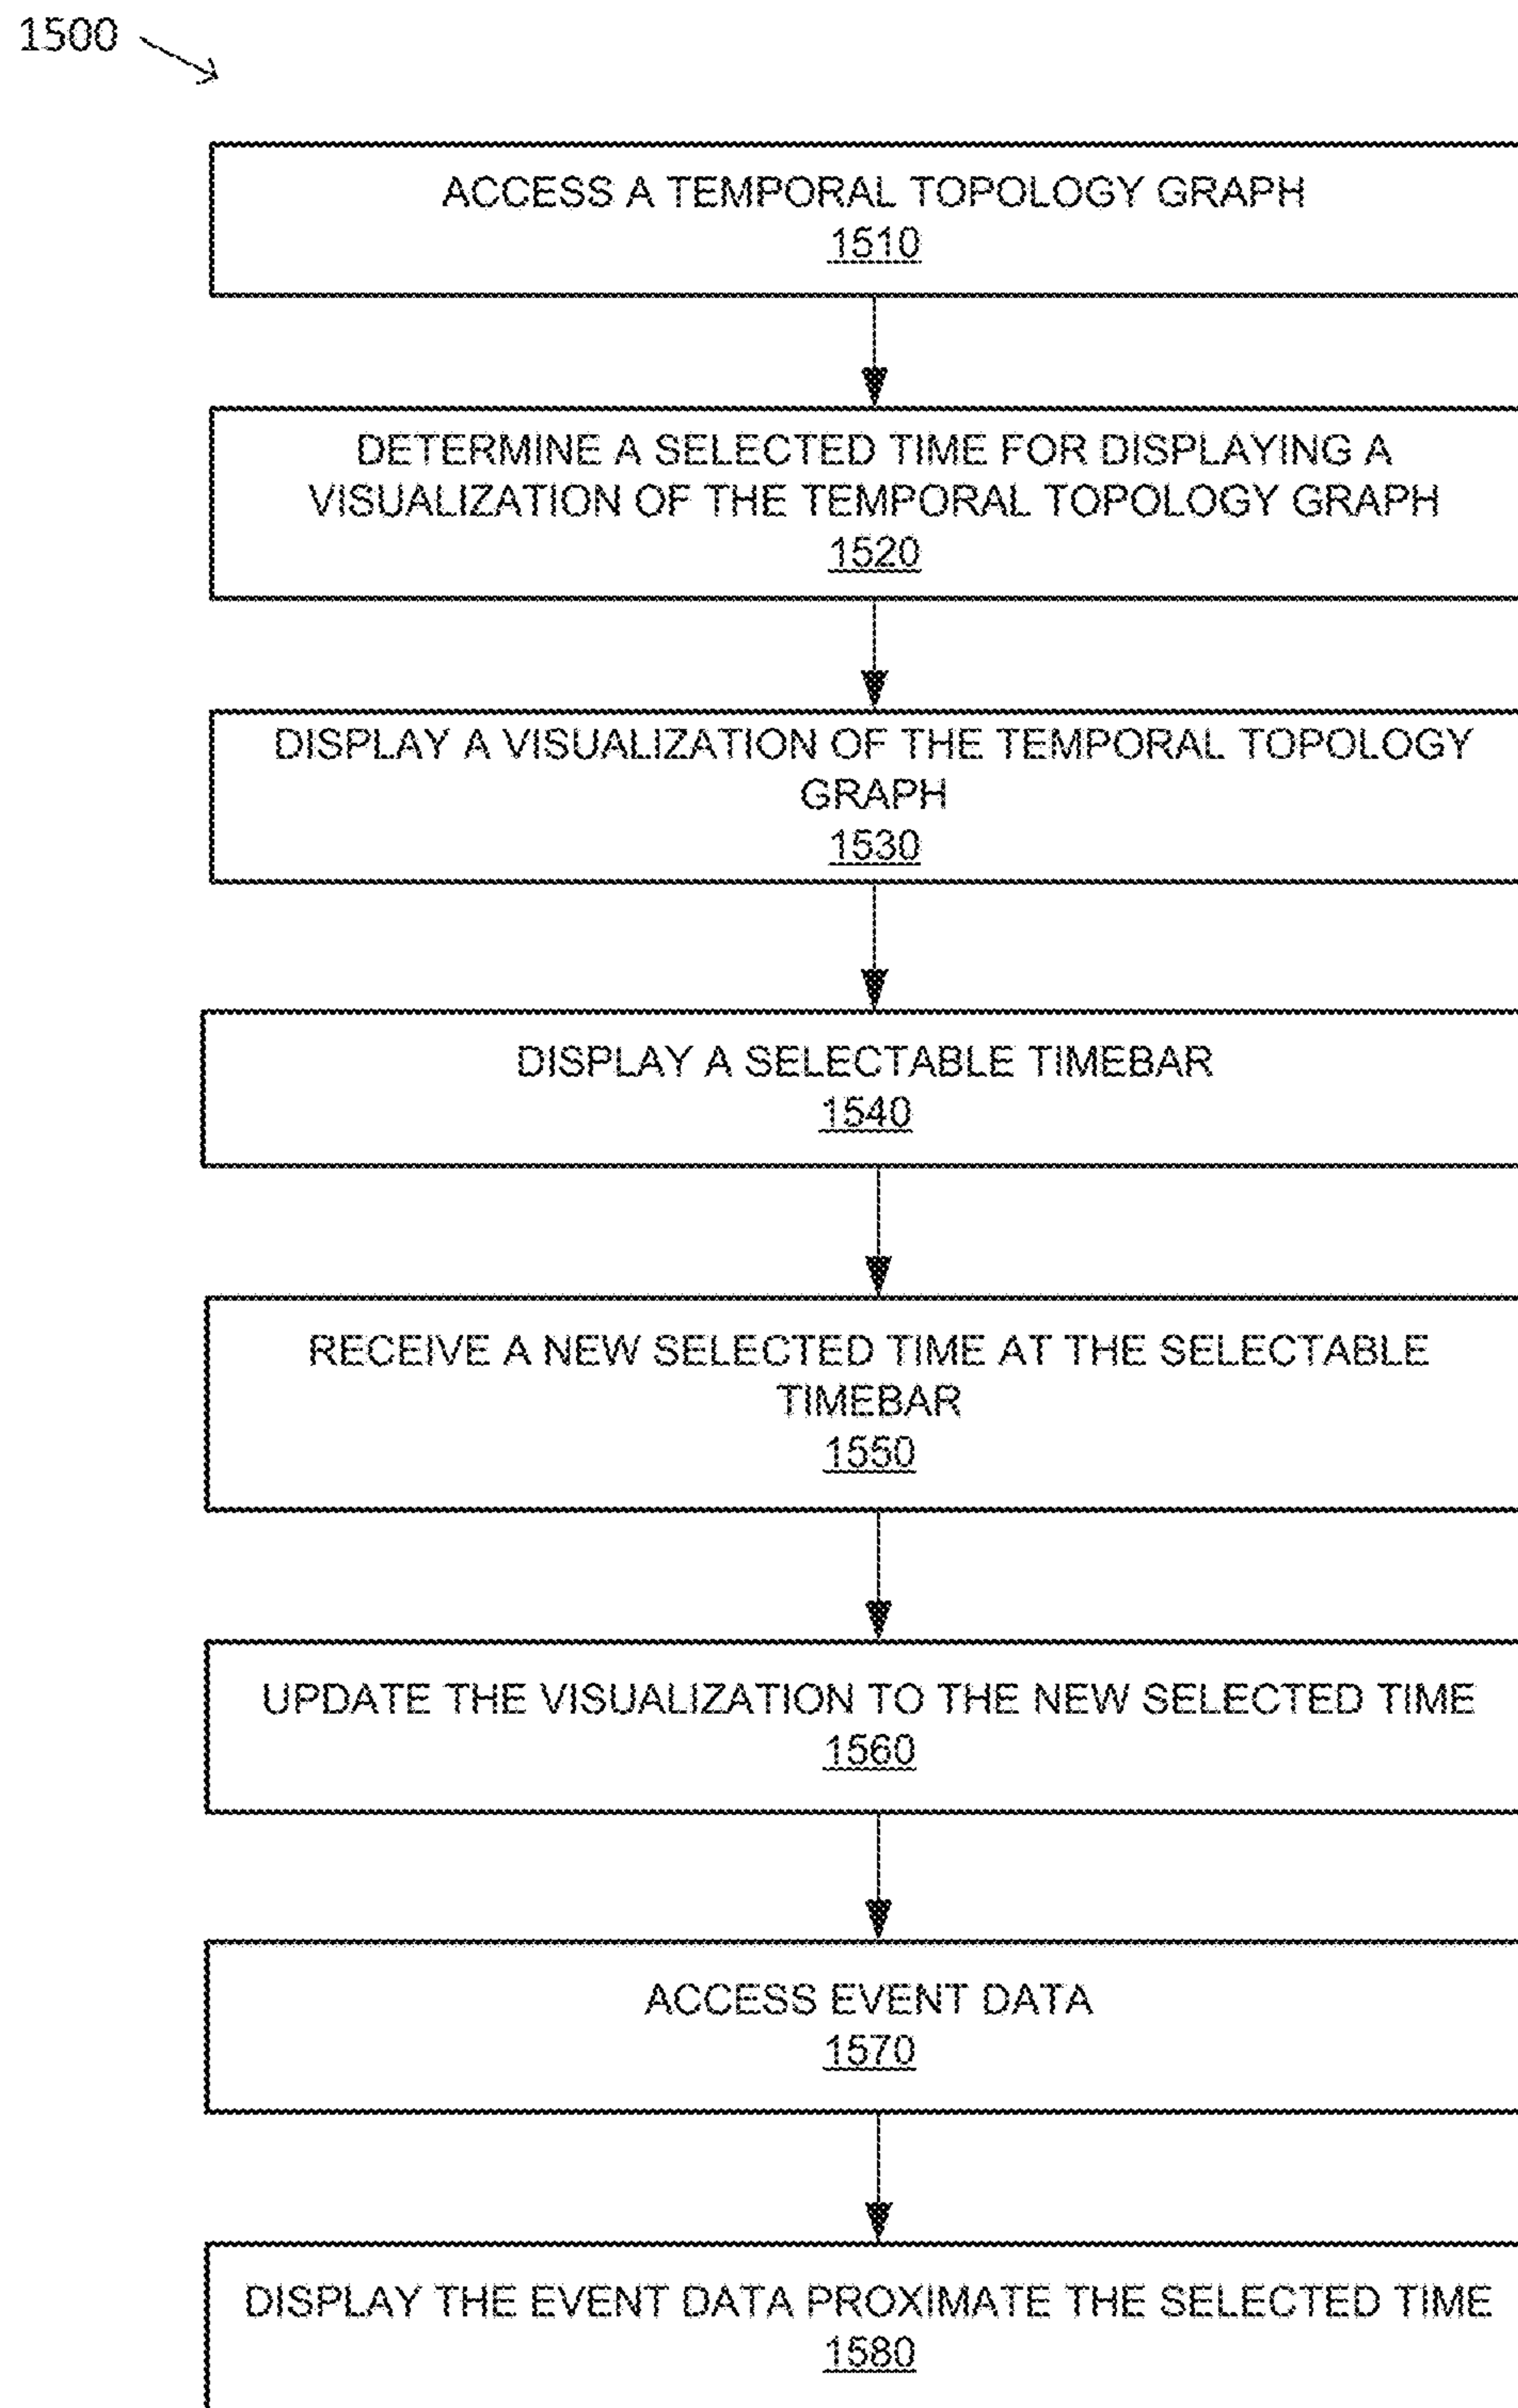 1500
ACCESS A TEMPORAL TOPOLOGY GRAPH
1510
DETERMINE A SELECTED TIME FOR DISPLAYING A
VISUALIZATION OF THE TEMPORAL TOPOLOGY GRAPH
1520
DISPLAY A VISUALIZATION OF THE TEMPORAL TOPOLOGY
GRAPH
1530
DISPLAY A SELECTABLE TIMEBAR
1540
RECEIVE A NEW SELECTED TIME AT THE SELECTABLE
TIMEBAR
1550
UPDATE THE VISUALIZATION TO THE NEW SELECTED TIME
1560
ACCESS EVENT DATA
1570
DISPLAY THE EVENT DATA PROXIMATE THE SELECTED TIME
1580